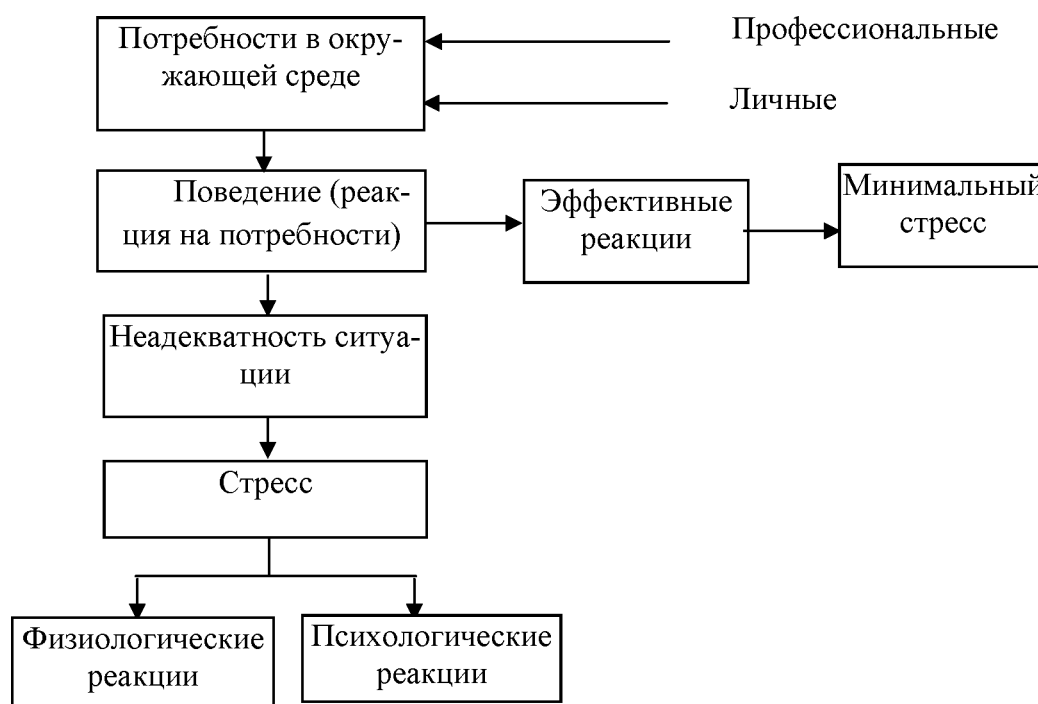 Потребности в окру-
жающей среде
Профессиональные
Личные
Поведение (реак-
ция на потребности)
Эффективные
реакции
Минимальный
стресс
Неадекватность ситуа-
ции
Стресс
Физиологические
реакции
Психологические
реакции